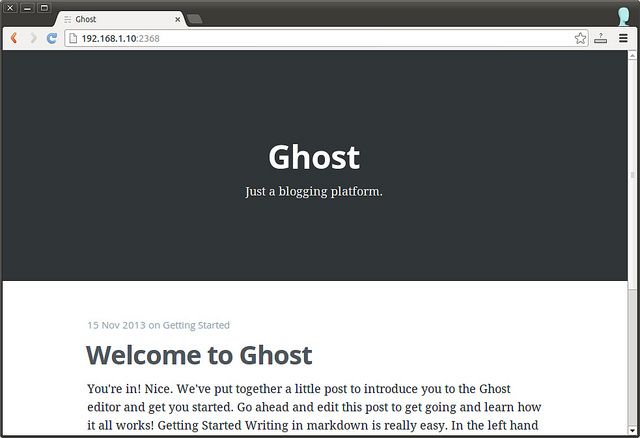 Ghost
192.168.1.10:2368
Ghost
Just a blogging platform.
15 Nov 2013 on Getting Started
Welcome to Ghost
You're in! Nice. We've put together a little post to introduce you to the Ghost
editor and get you started. Go ahead and edit this post to get going and learn how
it all works! Getting Started Writing in markdown is really easy. In the left hand